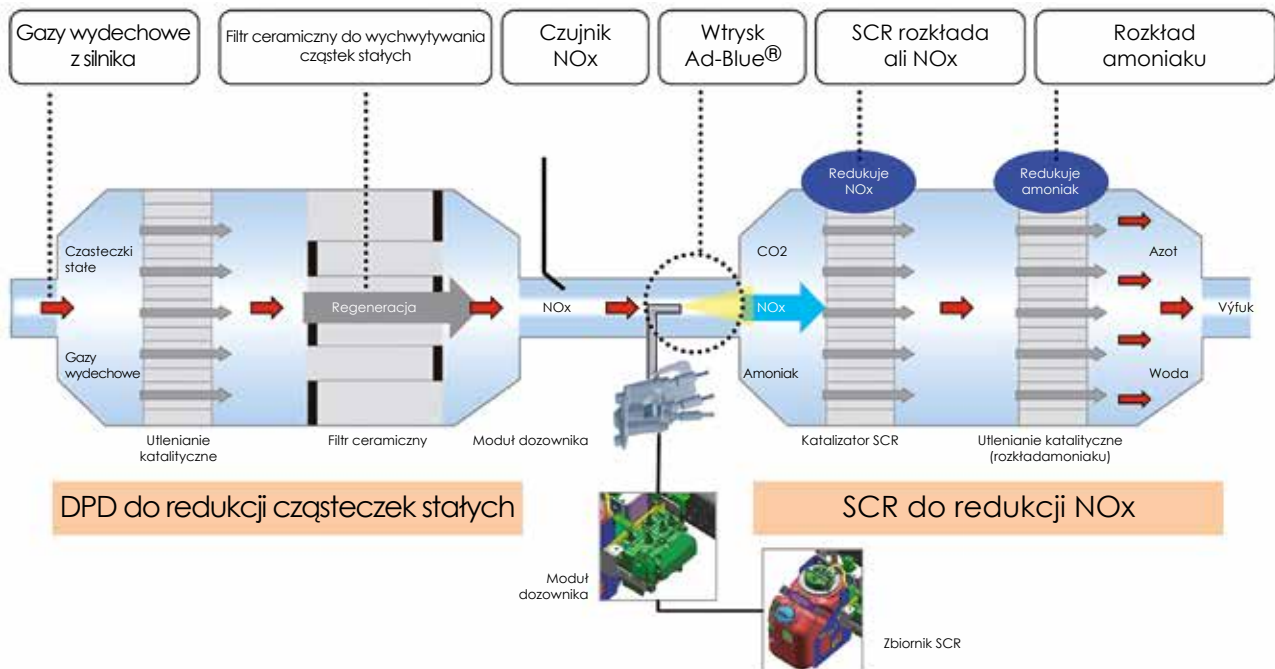 Gazy wydechowe
z silnika
Filtr ceramiczny do wychwytywania
cząstek stałych
Czujnik
NOx
Wtrysk
Ad-Blue®
SCR rozkłada
ali NOx
Rozkład
amoniaku
Redukuje
NOx
Redukuje
amoniak
Czasteczki
stałe
CO2
Azot
Regeneracja
NOx
NOx
Výfuk
Gazy
wydechowe
Amoniak
Woda
Utlenianie
katalityczne
Filtr ceramiczny
Moduł dozownika
Katalizator SCR
Utlenianie katalityczne
(rozkładamoniaku)
DPD do redukcji cząsteczek stałych
SCR do redukcji NOx
Moduł
dozownika
Zbiornik SCR